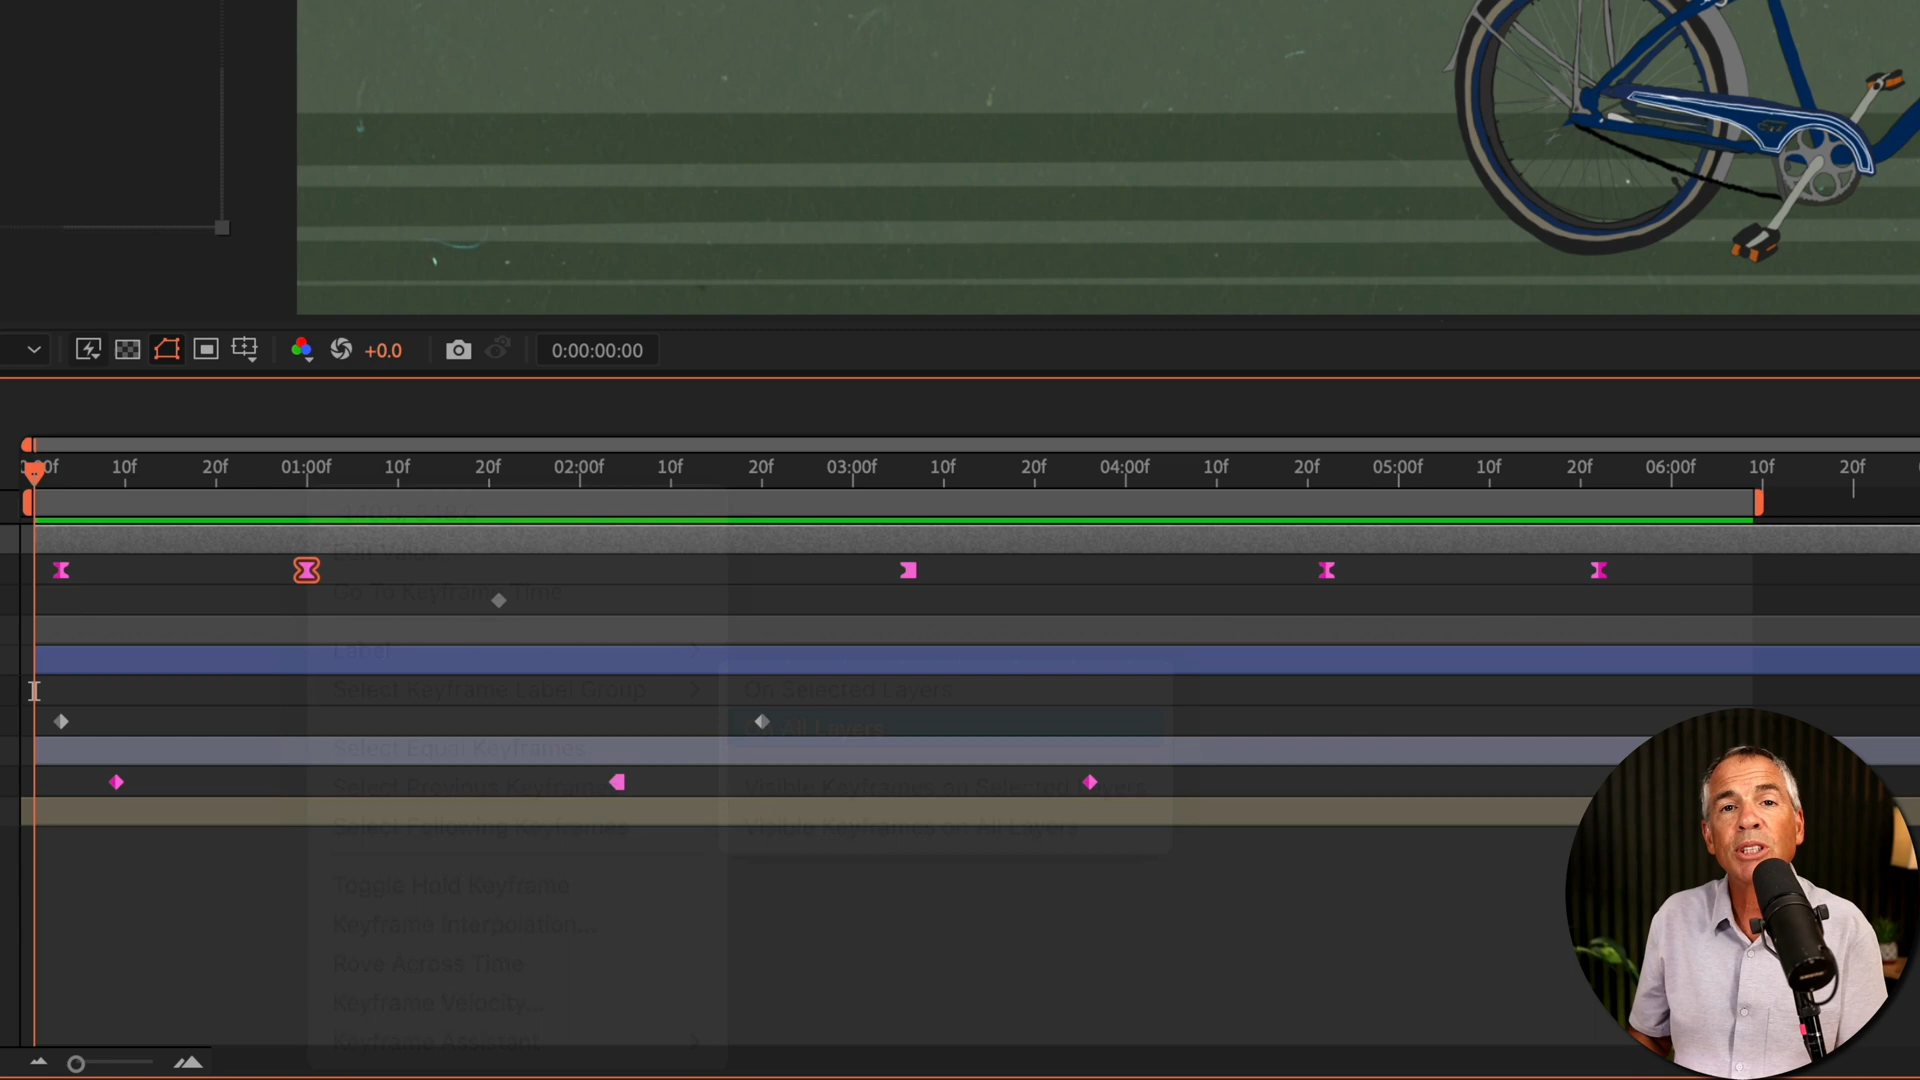 +0.0
0:00:00:00
0:00f 10f 20f 01:00f 10f 20f 02:00f 10f 20f 03:00f 10f 20f 04:00f 10f 20f 05:00f 10f 20f 06:00f 10f 20f
Edit Value
Go To Keyframe Time
Label
Select Keyframe Label Group
On Selected Layers
All Layers
Select Equal Keyframes
Select Previous Keyframes
Visible Keyframes on Selected Layers
Select Following Keyframes
Visible Keyframes on All Layers
Toggle Hold Keyframe
Keyframe Interpolation...
Rove Across Time
Keyframe Velocity...
Keyframe Assistant